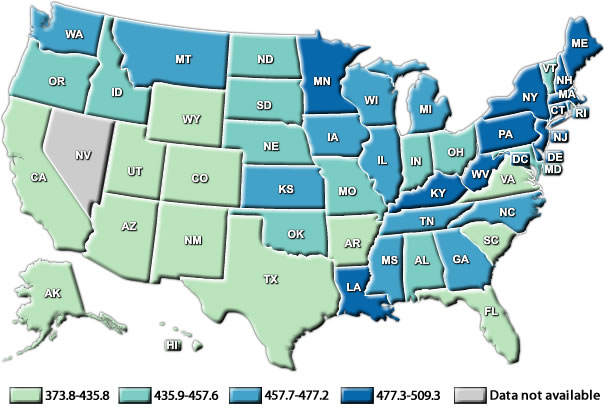 WA
MT
ND
MN
ME
OR
ID
SD
WI
MI
VT
NH
NY
MA
CT
RI
WY
NE
IA
PA
NJ
NV
UT
CO
KS
MO
IL
IN
OH
WV
DC
DE
MD
VA
CA
KY
NC
TN
AZ
NM
OK
AR
SC
MS
AL
GA
TX
LA
FL
AK
HI
373.8-435.8 435.9-457.6 457.7-477.2 477.3-509.3 Data not available